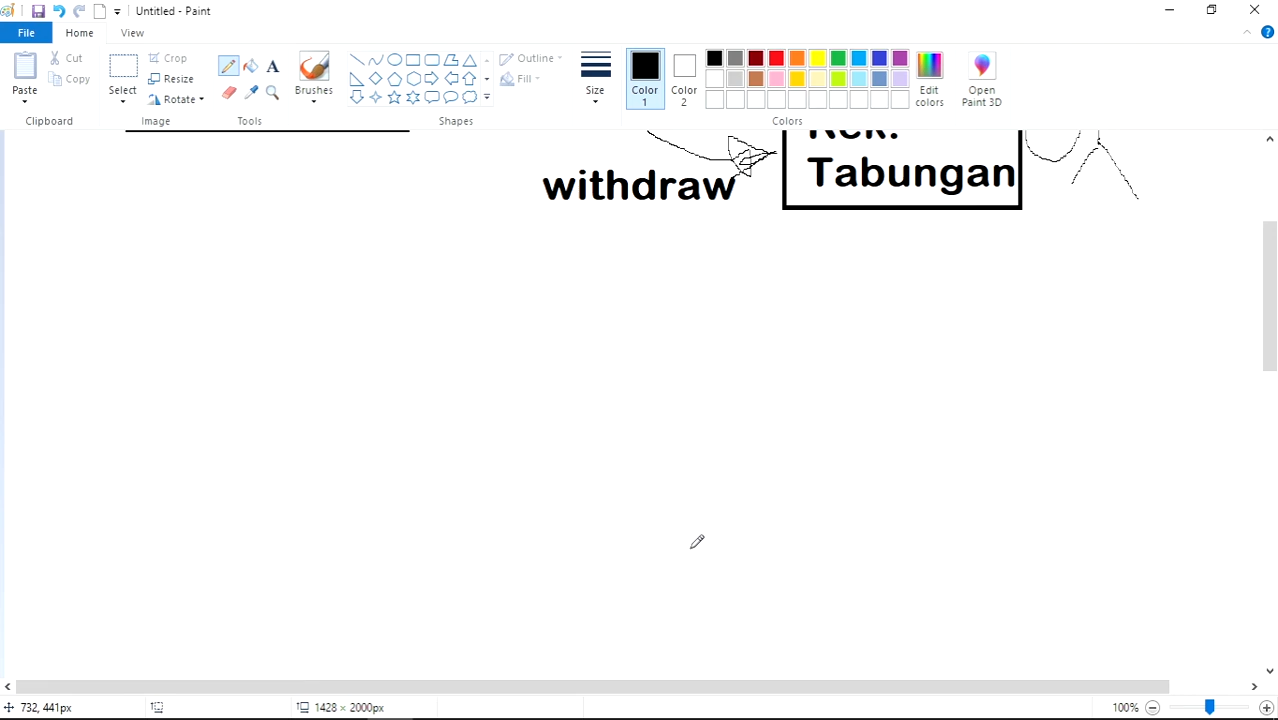 Untitled - Paint
File
Home
View
Paste
Cut
Copy
Clipboard
Select
Crop
Resize
Rotate
Image
A
Tools
Brushes
Outline
Fill
Shapes
Size
Color 1
Color 2
Edit colors
Open Paint 3D
Colors
Rek.
Tabungan
withdraw
732, 441px
1428 × 2000px
100%